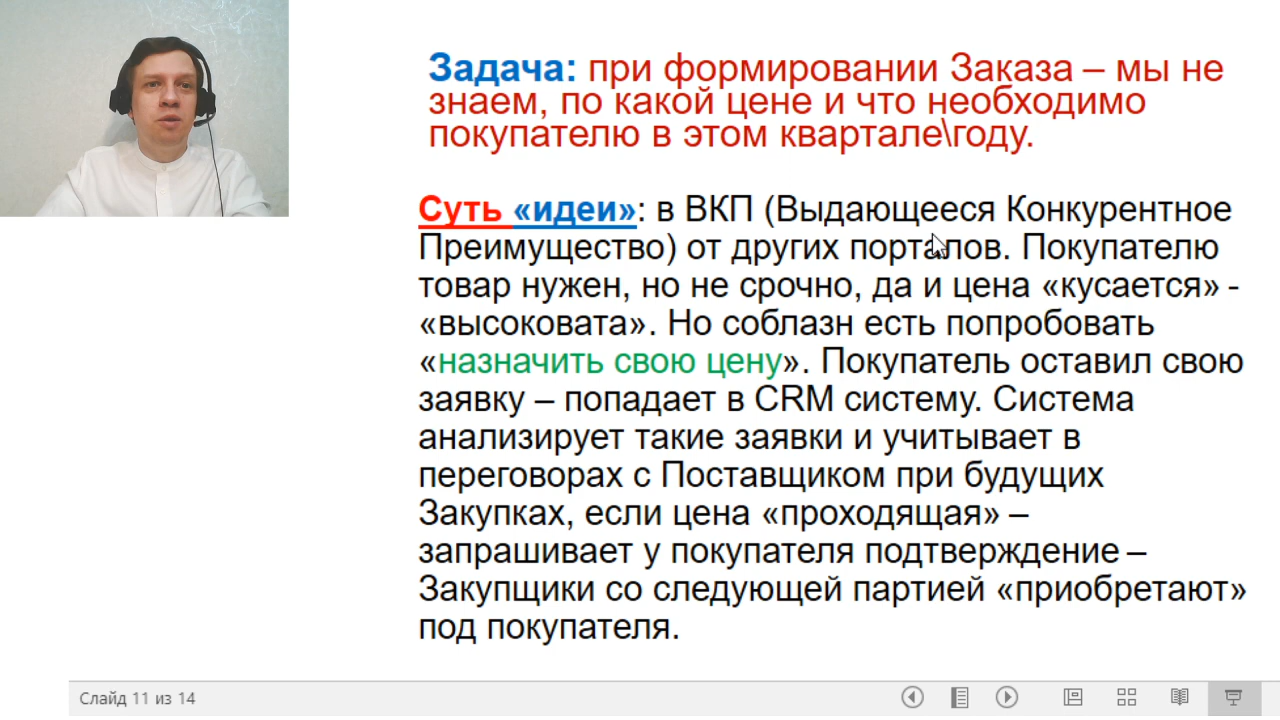 Задача: при формировании Заказа – мы не
знаем, по какой цене и что необходимо
покупателю в этом квартале\году.
Суть «идеи»: в ВКП (Выдающееся Конкурентное
Преимущество) от других порталов. Покупателю
товар нужен, но не срочно, да и цена «кусается» -
«высоковата». Но соблазн есть попробовать
«назначить свою цену». Покупатель оставил свою
заявку – попадает в CRM систему. Система
анализирует такие заявки и учитывает в
переговорах с Поставщиком при будущих
Закупках, если цена «проходящая» –
запрашивает у покупателя подтверждение –
Закупщики со следующей партией «приобретают»
под покупателя.
Слайд 11 из 14